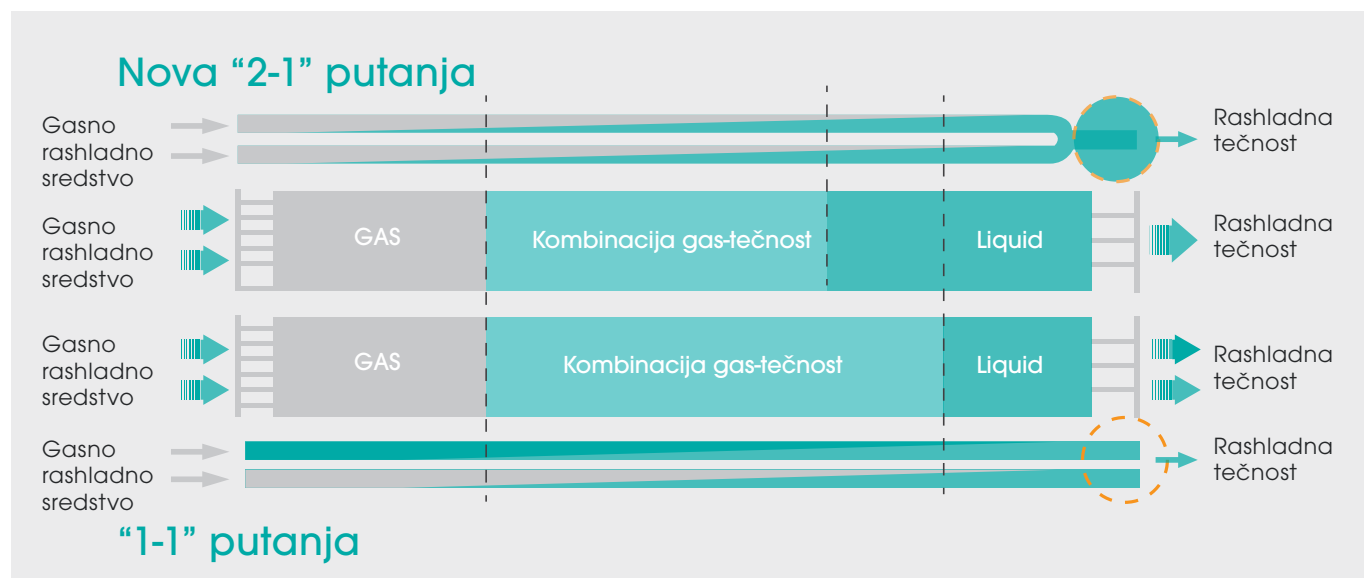 Nova “2-1” putanja
Gasno
rashladno
sredstvo
Rashladna
tečnost
Gasno
rashladno
sredstvo
GAS
Kombinacija gas-tečnost
Liquid
Rashladna
tečnost
Gasno
rashladno
sredstvo
GAS
Kombinacija gas-tečnost
Liquid
Rashladna
tečnost
Gasno
rashladno
sredstvo
Rashladna
tečnost
“1-1” putanja